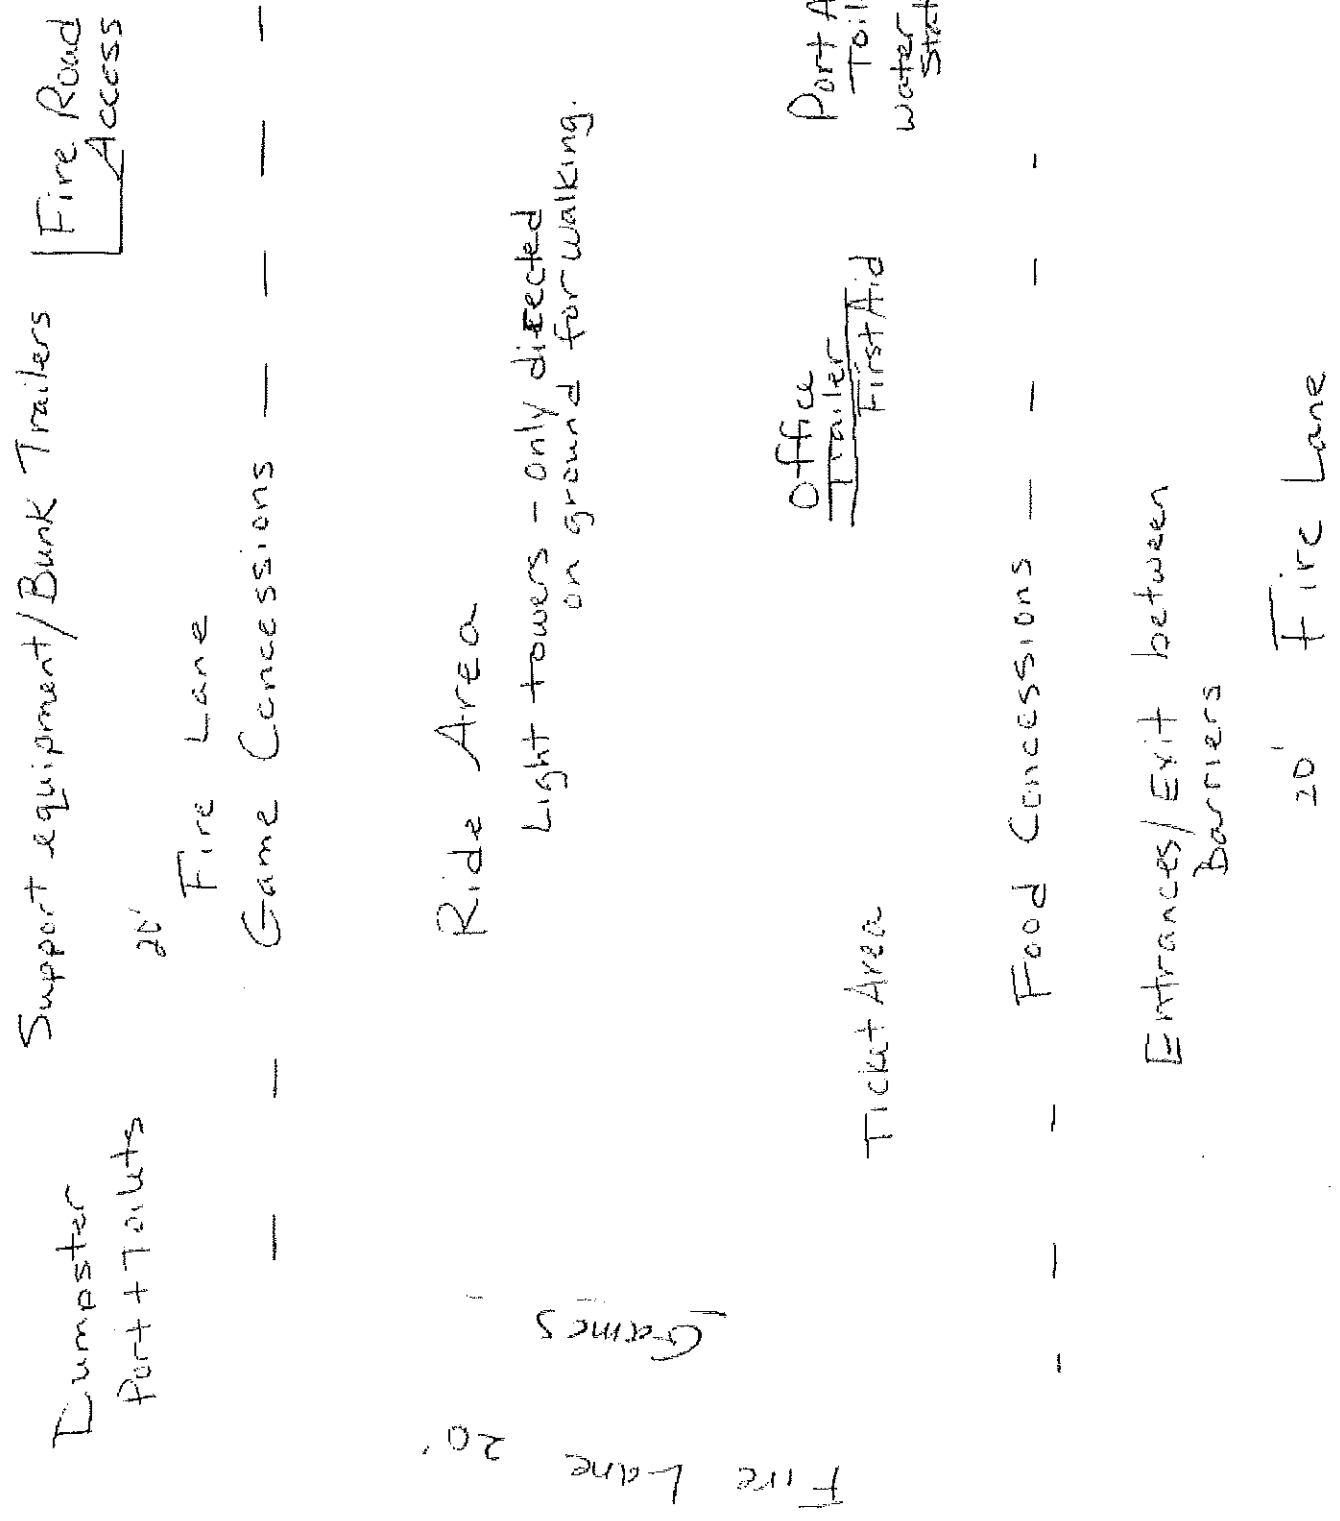 Dumpster
Port + Toilets
Support equipment/Bunk Trailers
Fire Road
Access
20'
Fire Lane
— — Game Concessions — — — —
Fire Lane 20'
Games
Ride Area
Light towers - only directed
on ground for walking.
Ticket Area
Office
Trailer
First Aid
Port A
Toil
Water
— — — Food Concessions — — — —
Entrances/Exit between
Barriers
20' Fire Lane